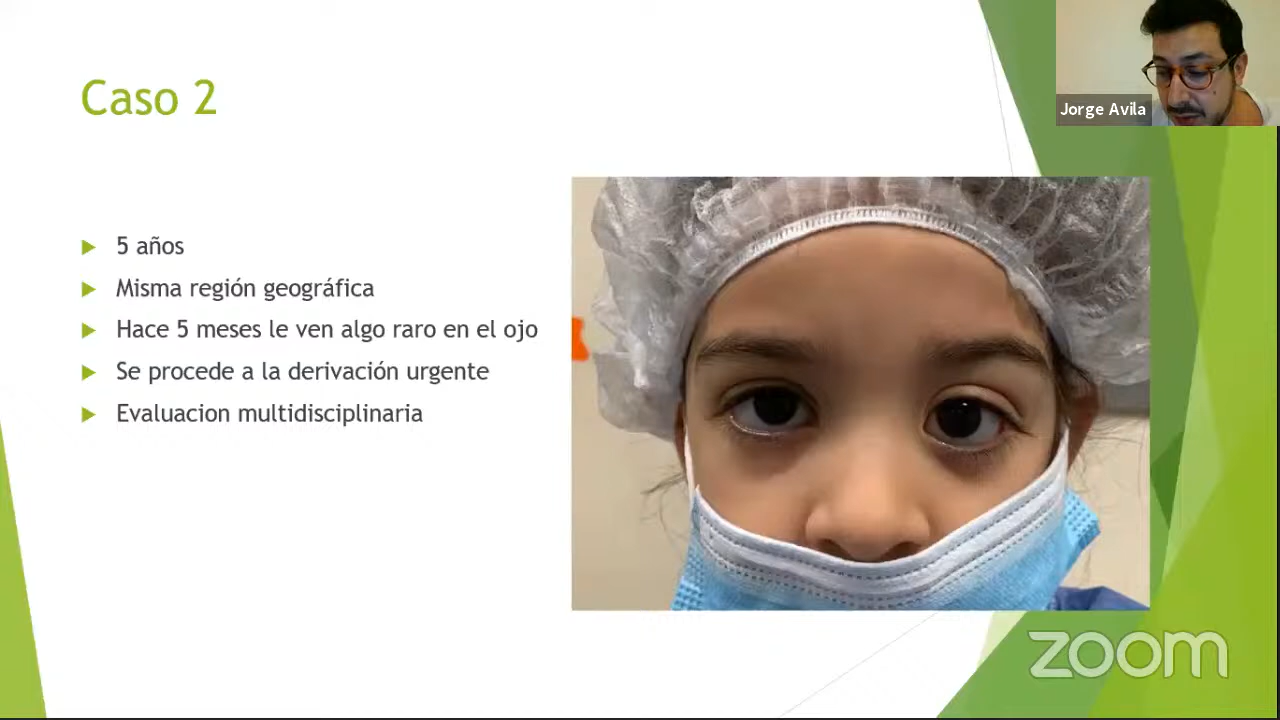 Caso 2
Jorge Avila
5 años
Misma región geográfica
Hace 5 meses le ven algo raro en el ojo
Se procede a la derivación urgente
Evaluacion multidisciplinaria
zoom